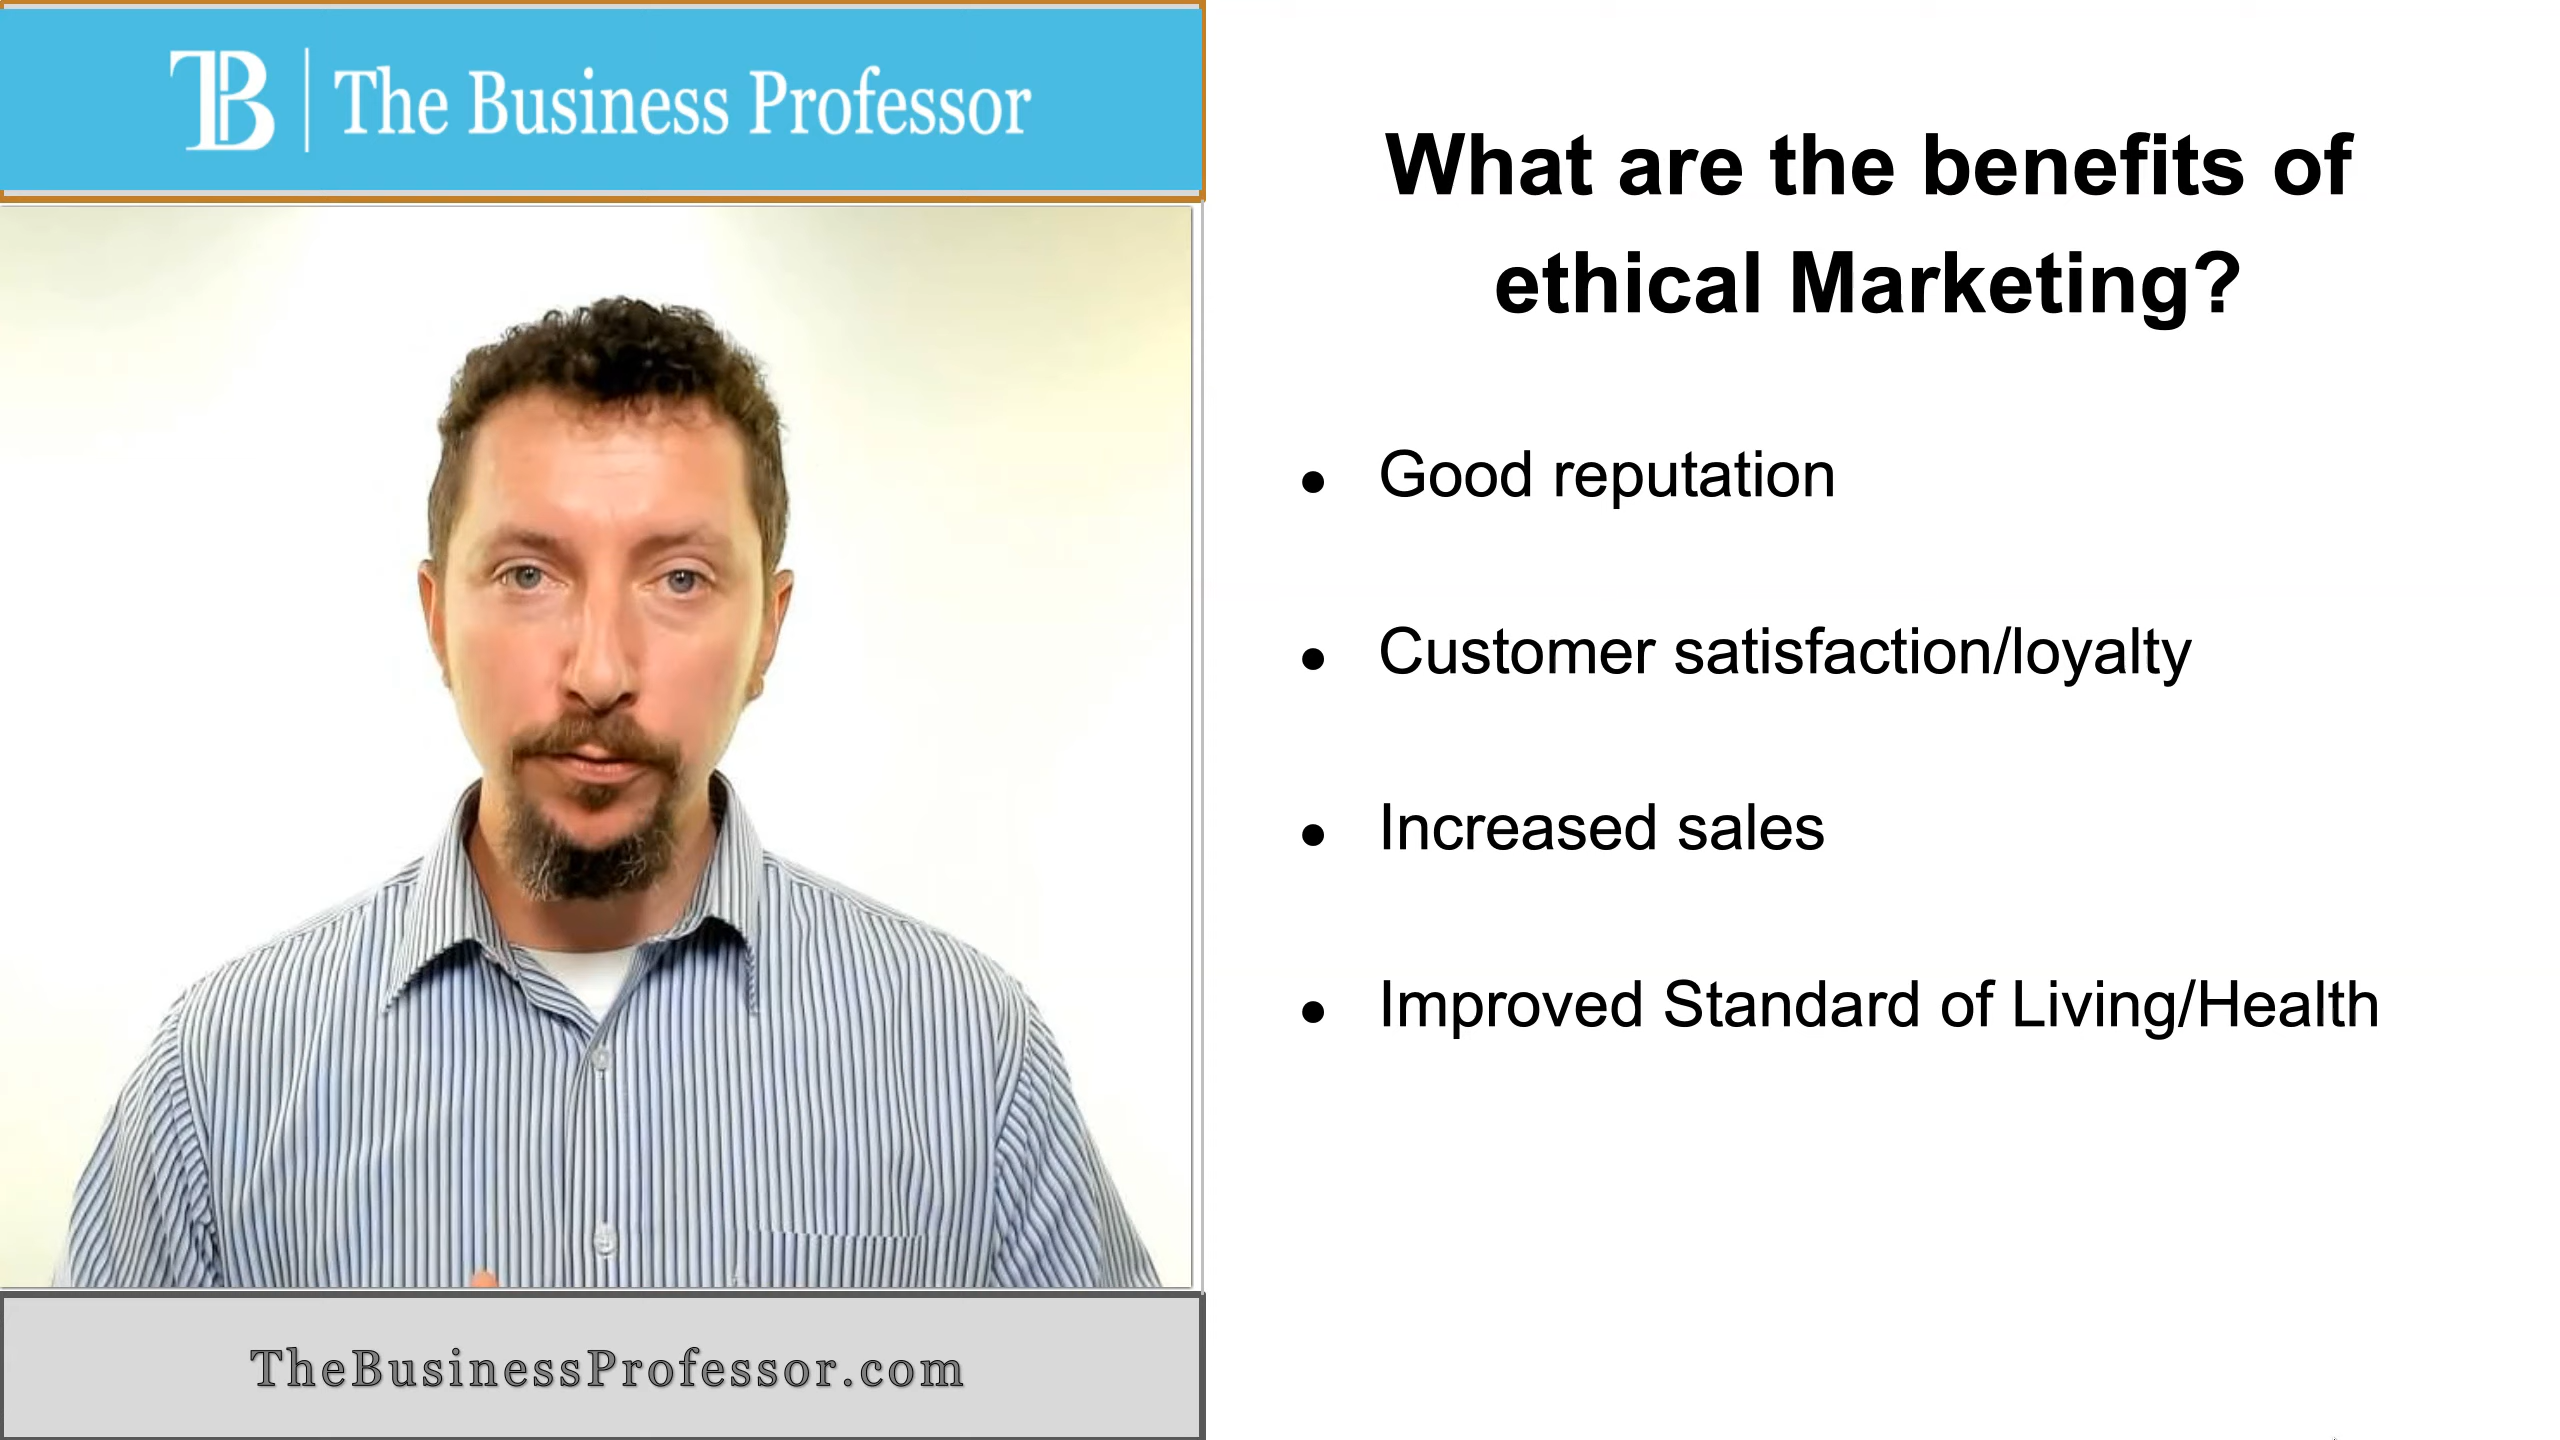 TB
The Business Professor
What are the benefits of
ethical Marketing?
● Good reputation
● Customer satisfaction/loyalty
● Increased sales
● Improved Standard of Living/Health
TheBusinessProfessor.com